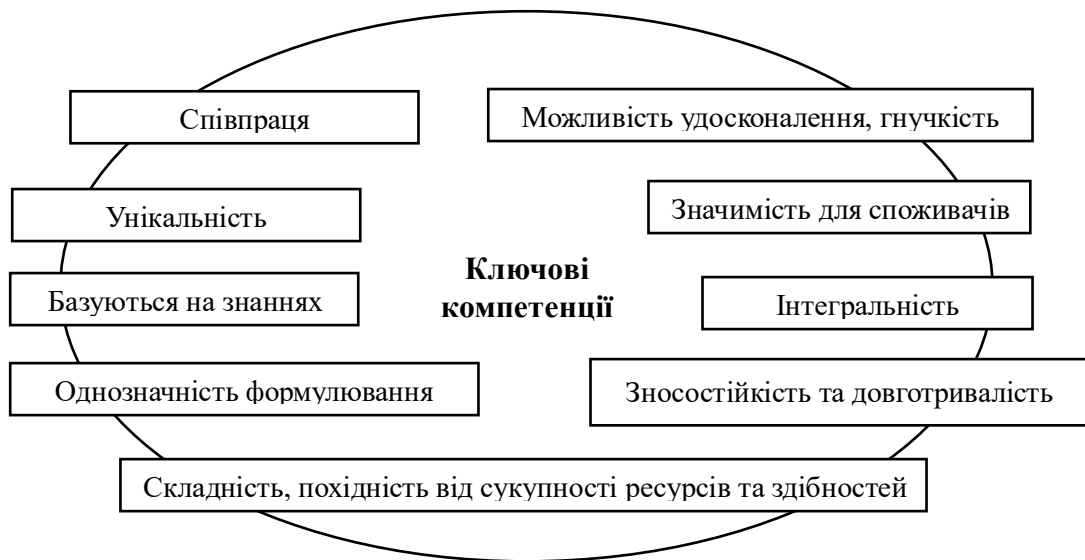 Співпраця
Можливість удосконалення, гнучкість
Унікальність
Значимість для споживачів
Ключові
компетенції
Базуються на знаннях
Інтегральність
Однозначність формулювання
Зносостійкість та довготривалість
Складність, похідність від сукупності ресурсів та здібностей